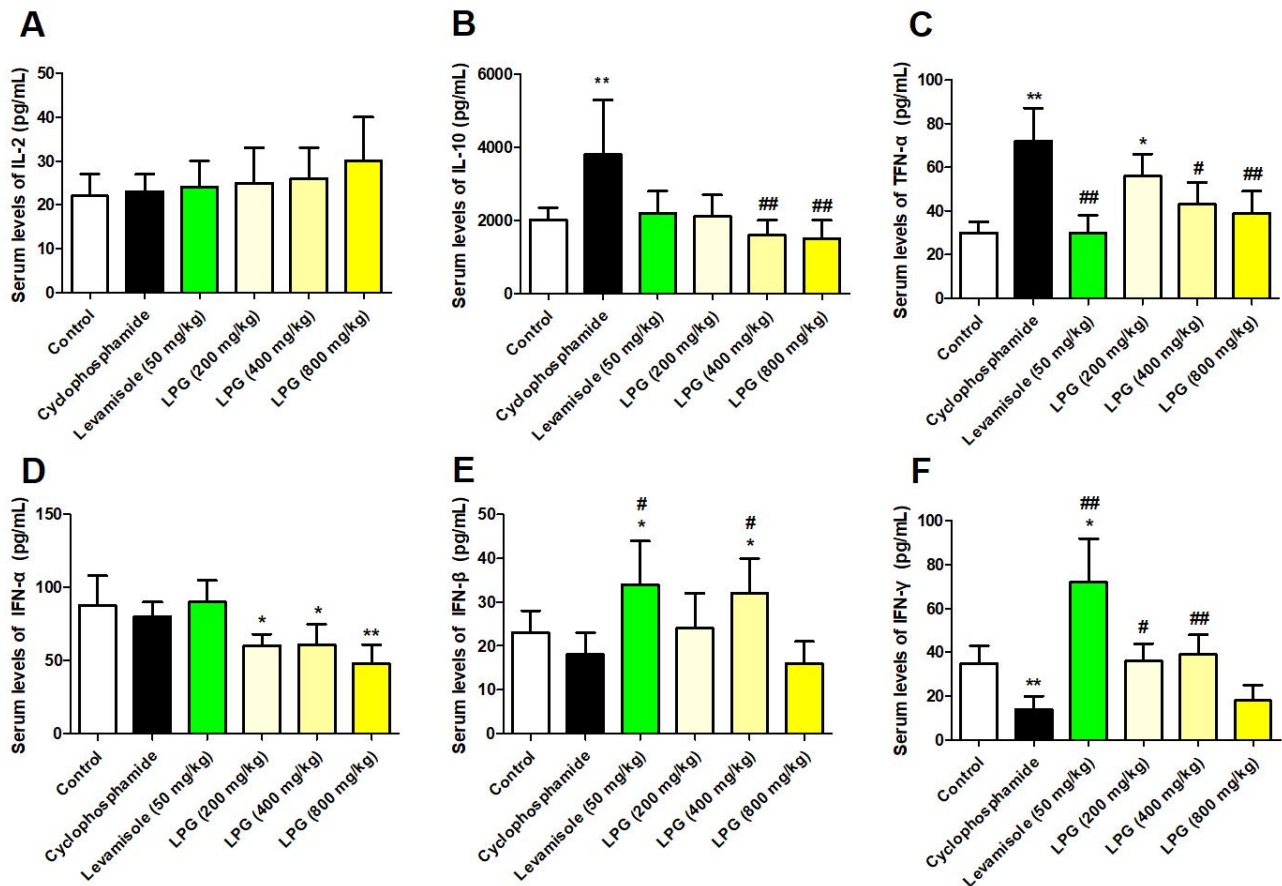 A
Serum levels of IL-2 (pg/mL)
50
40
30
20
10
0
Control
Cyclophosphamide
Levamisole (50 mg/kg)
LPG (200 mg/kg)
LPG (400 mg/kg)
LPG (800 mg/kg)
B
Serum levels of IL-10 (pg/mL)
6000
4000
2000
0
**
##
##
Control
Cyclophosphamide
Levamisole (50 mg/kg)
LPG (200 mg/kg)
LPG (400 mg/kg)
LPG (800 mg/kg)
C
Serum levels of TFN-α (pg/mL)
100
80
60
40
20
0
**
##
*
#
##
Control
Cyclophosphamide
Levamisole (50 mg/kg)
LPG (200 mg/kg)
LPG (400 mg/kg)
LPG (800 mg/kg)
D
Serum levels of IFN-α (pg/mL)
150
100
50
0
*
*
**
Control
Cyclophosphamide
Levamisole (50 mg/kg)
LPG (200 mg/kg)
LPG (400 mg/kg)
LPG (800 mg/kg)
E
Serum levels of IFN-β (pg/mL)
50
40
30
20
10
0
#
*
#
*
Control
Cyclophosphamide
Levamisole (50 mg/kg)
LPG (200 mg/kg)
LPG (400 mg/kg)
LPG (800 mg/kg)
F
Serum levels of IFN-γ (pg/mL)
100
80
60
40
20
0
**
##
*
#
##
Control
Cyclophosphamide
Levamisole (50 mg/kg)
LPG (200 mg/kg)
LPG (400 mg/kg)
LPG (800 mg/kg)